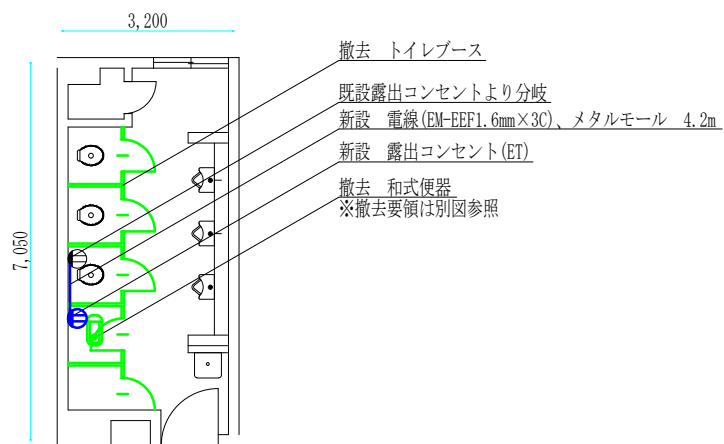 3,200
撤去　トイレブース
既設露出コンセントより分岐
新設　電線(EM-EEF1.6mm×3C)、メタルモール　4.2m
新設　露出コンセント(ET)
撤去　和式便器
※撤去要領は別図参照
7,050